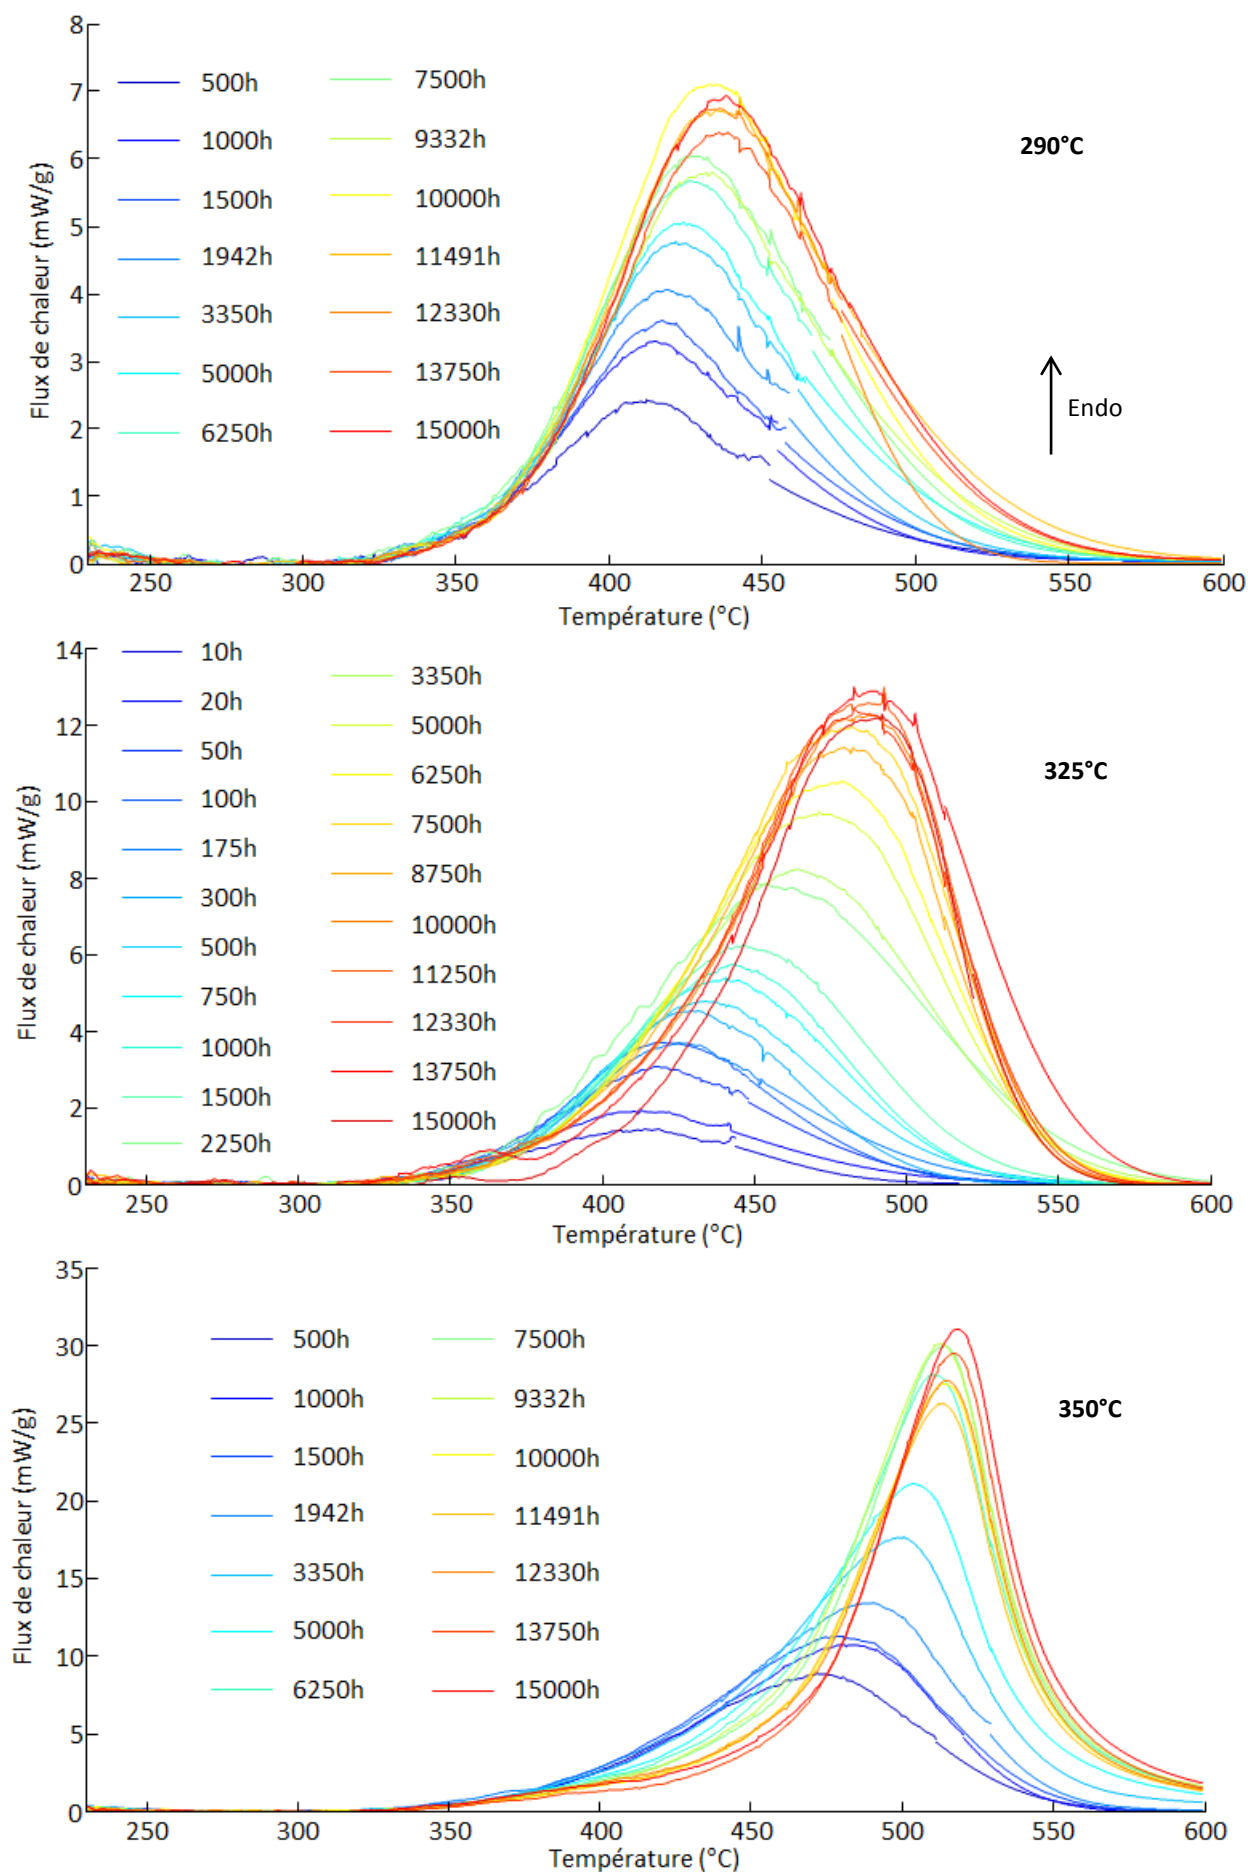 8
7
6
5
4
3
2
1
0
Flux de chaleur (mW/g)
500h
1000h
1500h
1942h
3350h
5000h
6250h
7500h
9332h
10000h
11491h
12330h
13750h
15000h
290°C
Endo
250 300 350 400 450 500 550 600
Température (°C)
14
12
10
8
6
4
2
0
Flux de chaleur (mW/g)
10h
20h
50h
100h
175h
300h
500h
750h
1000h
1500h
2250h
3350h
5000h
6250h
7500h
8750h
10000h
11250h
12330h
13750h
15000h
325°C
250 300 350 400 450 500 550 600
Température (°C)
35
30
25
20
15
10
5
0
Flux de chaleur (mW/g)
500h
1000h
1500h
1942h
3350h
5000h
6250h
7500h
9332h
10000h
11491h
12330h
13750h
15000h
350°C
250 300 350 400 450 500 550 600
Température (°C)